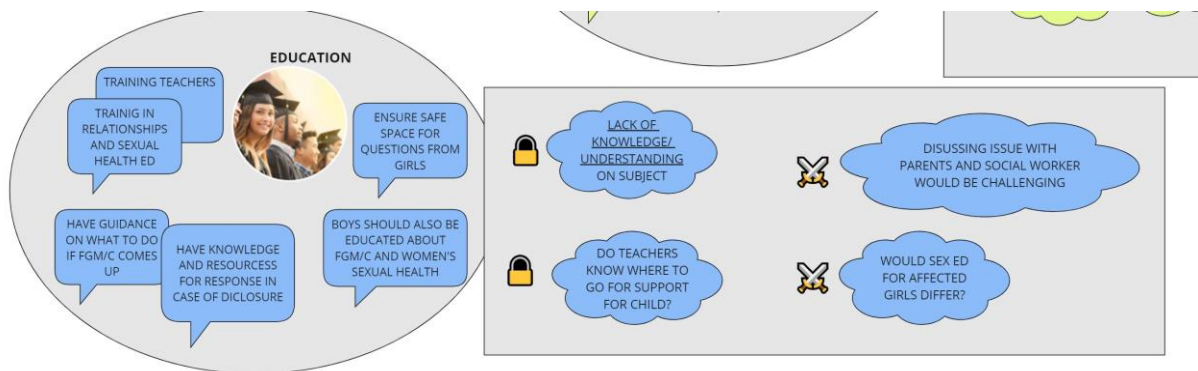 EDUCATION
TRAINING TEACHERS
TRAINIG IN
RELATIONSHIPS
AND SEXUAL
HEALTH ED
ENSURE SAFE
SPACE FOR
QUESTIONS FROM
GIRLS
HAVE GUIDANCE
ON WHAT TO DO
IF FGM/C COMES
UP
HAVE KNOWLEDGE
AND RESOURCESS
FOR RESPONSE IN
CASE OF DICLOSURE
BOYS SHOULD ALSO BE
EDUCATED ABOUT
FGM/C AND WOMEN'S
SEXUAL HEALTH
LACK OF
KNOWLEDGE/
UNDERSTANDING
ON SUBJECT
DISUSSING ISSUE WITH
PARENTS AND SOCIAL WORKER
WOULD BE CHALLENGING
DO TEACHERS
KNOW WHERE TO
GO FOR SUPPORT
FOR CHILD?
WOULD SEX ED
FOR AFFECTED
GIRLS DIFFER?